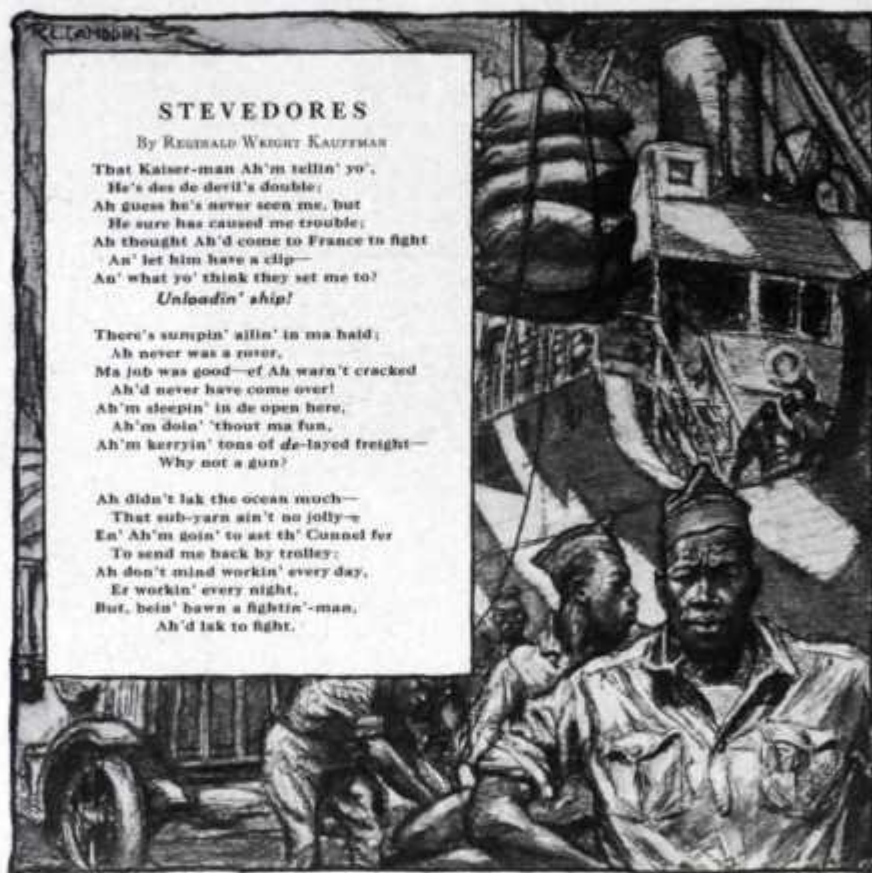 STEVEDORES
By REGINALD WRIGHT KAUFFMAN
That Kaiser-man Ah'm tellin' yo',
He's des de devil's double;
Ah guess he's never seen me, but
He sure has caused me trouble;
Ah thought Ah'd come to France to fight
An' let him have a clip—
An' what yo' think they set me to?
Unloadin' ship!
There's sumpin' ailin' in ma haid;
Ah never was a rover,
Ma job was good—ef Ah warn't cracked
Ah'd never have come over!
Ah'm sleepin' in de open here,
Ah'm doin' 'thout ma fun,
Ah'm kerryin' tons of de-layed freight—
Why not a gun?
Ah didn't lak the ocean much—
That sub-yarn ain't no jolly—
En' Ah'm goin' to ast th' Cunnel fer
To send me back by trolley;
Ah don't mind workin' every day,
Er workin' every night,
But, bein' bawn a fightin'-man,
Ah'd lak to fight.